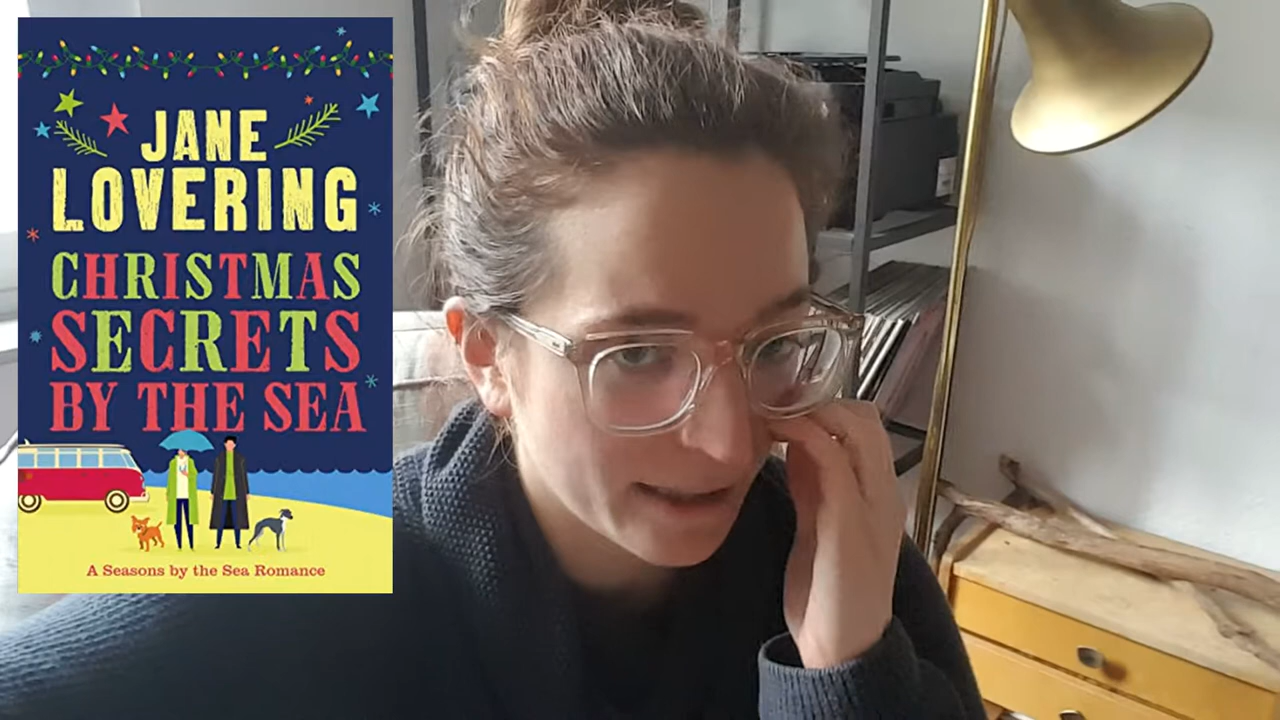 JANE
LOVERING
CHRISTMAS
SECRETS
BY THE SEA
A Seasons by the Sea Romance